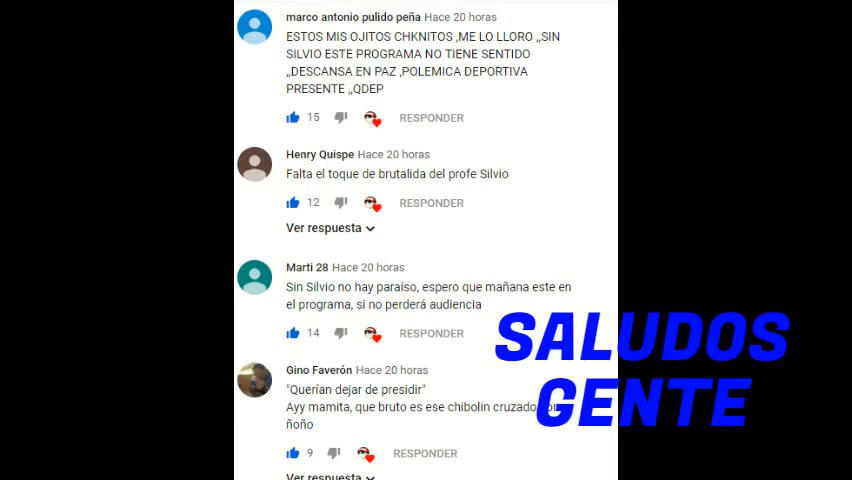 marco antonio pulido peña Hace 20 horas
ESTOS MIS OJITOS CHKNITOS ,ME LO LLORO ,,SIN
SILVIO ESTE PROGRAMA NO TIENE SENTIDO
,,DESCANSA EN PAZ ,POLEMICA DEPORTIVA
PRESENTE ,,QDEP
15 RESPONDER
Henry Quispe Hace 20 horas
Falta el toque de brutalida del profe Silvio
12 RESPONDER
Ver respuesta
Marti 28 Hace 20 horas
Sin Silvio no hay paraíso, espero que mañana este en
el programa, si no perderá audiencia
14 RESPONDER
Gino Faverón Hace 20 horas
"Querían dejar de presidir"
Ayy mamita, que bruto es ese chibolin cruzado
ñoño
9 RESPONDER
Ver respuesta
SALUDOS
GENTE